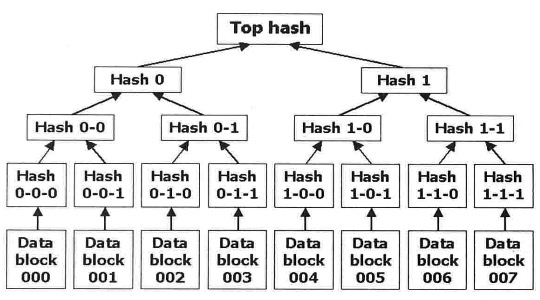 Top hash
Hash 0
Hash 1
Hash 0-0
Hash 0-1
Hash 1-0
Hash 1-1
Hash
0-0-0
Hash
0-0-1
Hash
0-1-0
Hash
0-1-1
Hash
1-0-0
Hash
1-0-1
Hash
1-1-0
Hash
1-1-1
Data
block
000
Data
block
001
Data
block
002
Data
block
003
Data
block
004
Data
block
005
Data
block
006
Data
block
007